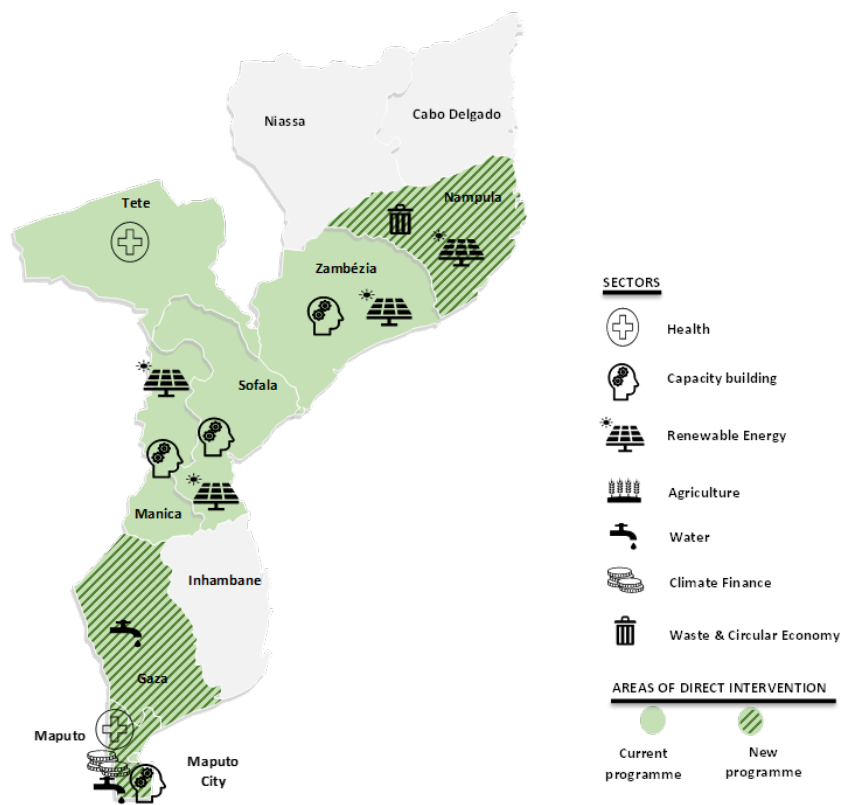 Niassa
Cabo Delgado
Tete
Nampula
Zambézia
Sofala
Manica
Inhambane
Gaza
Maputo
Maputo
City
SECTORS
Health
Capacity building
Renewable Energy
Agriculture
Water
Climate Finance
Waste & Circular Economy
AREAS OF DIRECT INTERVENTION
Current
programme
New
programme